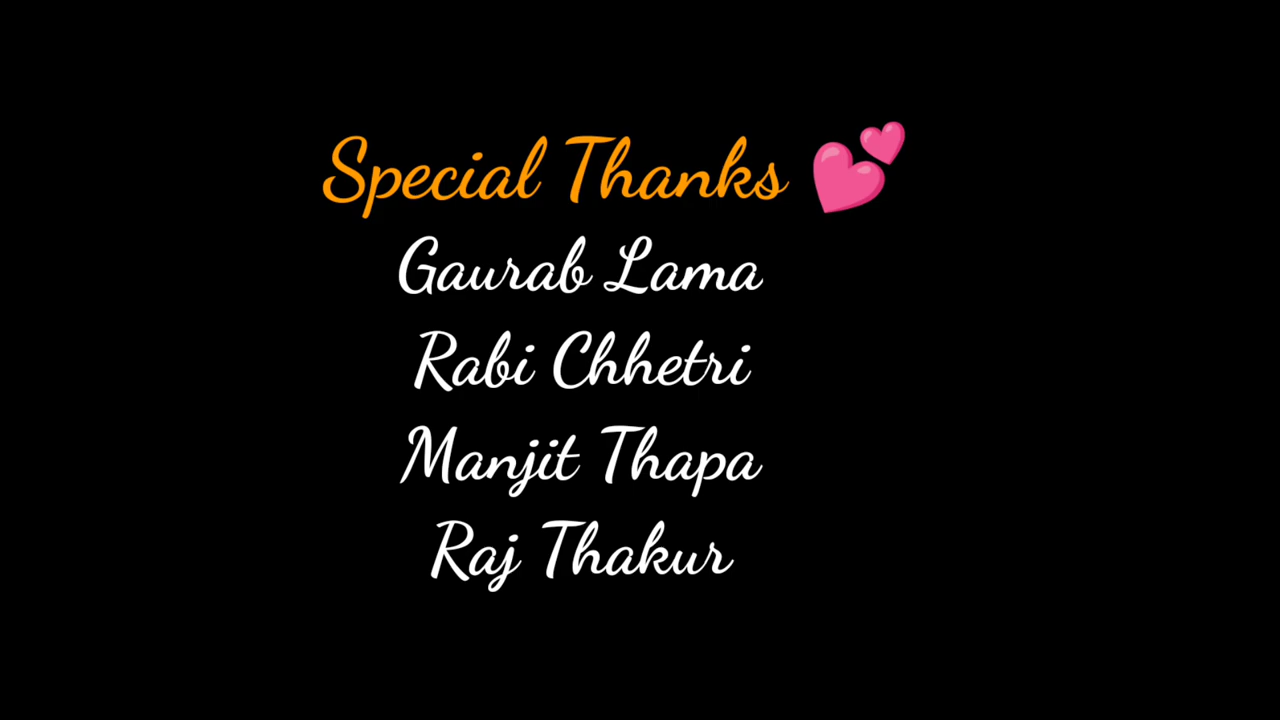 Special Thanks 💕
Gaurab Lama
Rabi Chhetri
Manjit Thapa
Raj Thakur